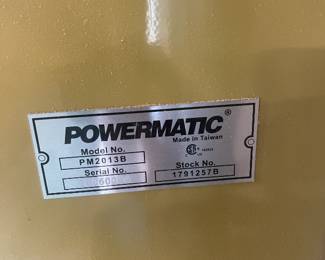 POWERMATIC®
Made in Taiwan
Model No.
PM2013B
Serial No.
Stock No.
1791257B